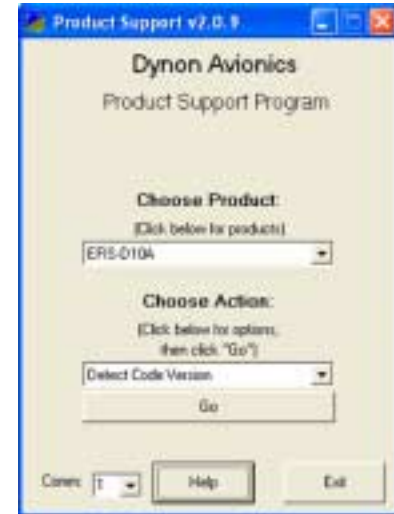 Product Support v2.0.9
Dynon Avionics
Product Support Program
Choose Product:
(Click below for products)
EFIS-D10A
Choose Action:
(Click below for options,
then click "Go")
Detect Code Version
Go
Comm: 1
Help
Exit